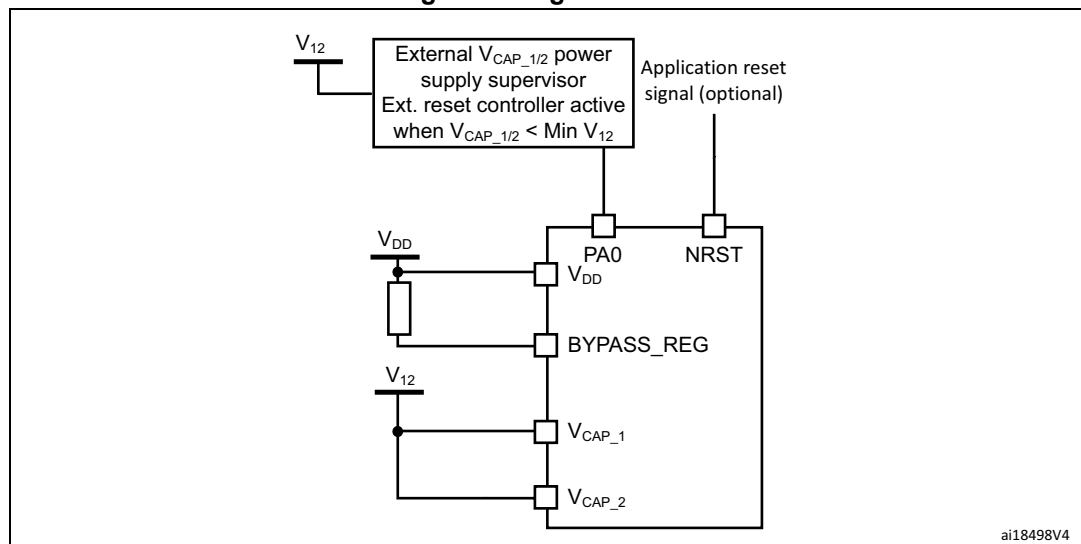 V12
External VCAP_1/2 power
supply supervisor
Ext. reset controller active
when VCAP_1/2 < Min V12
Application reset
signal (optional)
PA0
NRST
VDD
VDD
BYPASS_REG
V12
VCAP_1
VCAP_2
ai18498V4